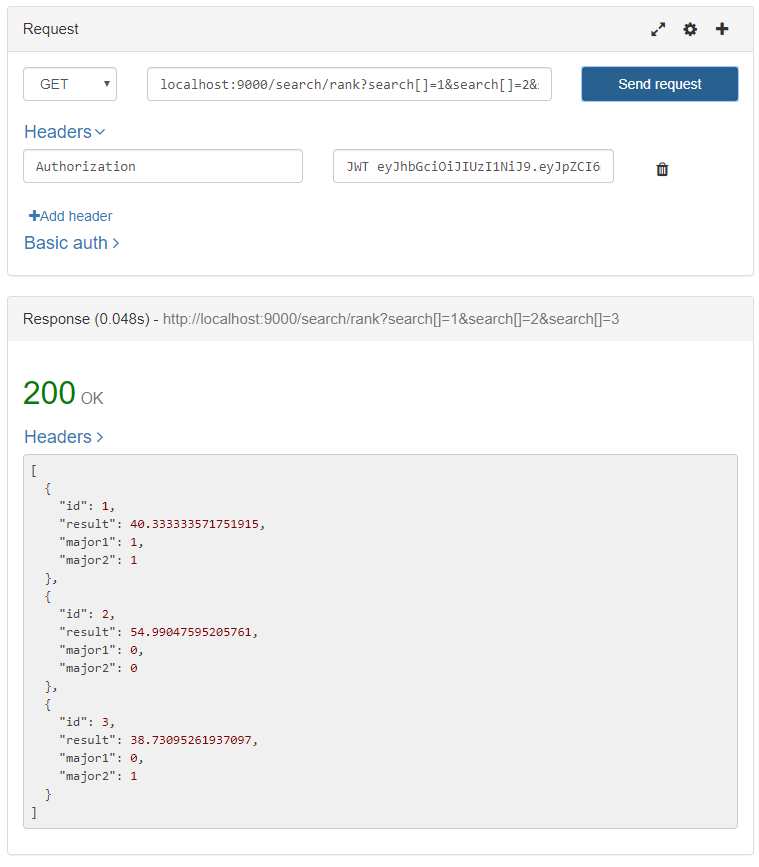 Request
GET localhost:9000/search/rank?search[]=1&search[]=2& Send request
Headers
Authorization JWT eyJhbGciOiJIUzI1NiJ9.eyJpZCI6
Add header
Basic auth
Response (0.048s) - http://localhost:9000/search/rank?search[]=1&search[]=2&search[]=3
200 OK
Headers
[
  {
    "id": 1,
    "result": 40.333333571751915,
    "major1": 1,
    "major2": 1
  },
  {
    "id": 2,
    "result": 54.99047595205761,
    "major1": 0,
    "major2": 0
  },
  {
    "id": 3,
    "result": 38.73095261937097,
    "major1": 0,
    "major2": 1
  }
]